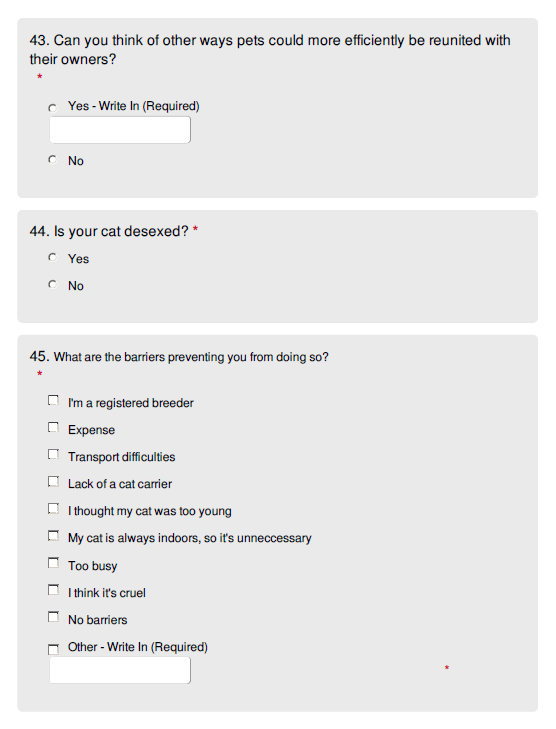 43. Can you think of other ways pets could more efficiently be reunited with
their owners?
*
Yes - Write In (Required)
No
44. Is your cat desexed? *
Yes
No
45. What are the barriers preventing you from doing so?
*
I'm a registered breeder
Expense
Transport difficulties
Lack of a cat carrier
I thought my cat was too young
My cat is always indoors, so it's unneccessary
Too busy
I think it's cruel
No barriers
Other - Write In (Required)
*